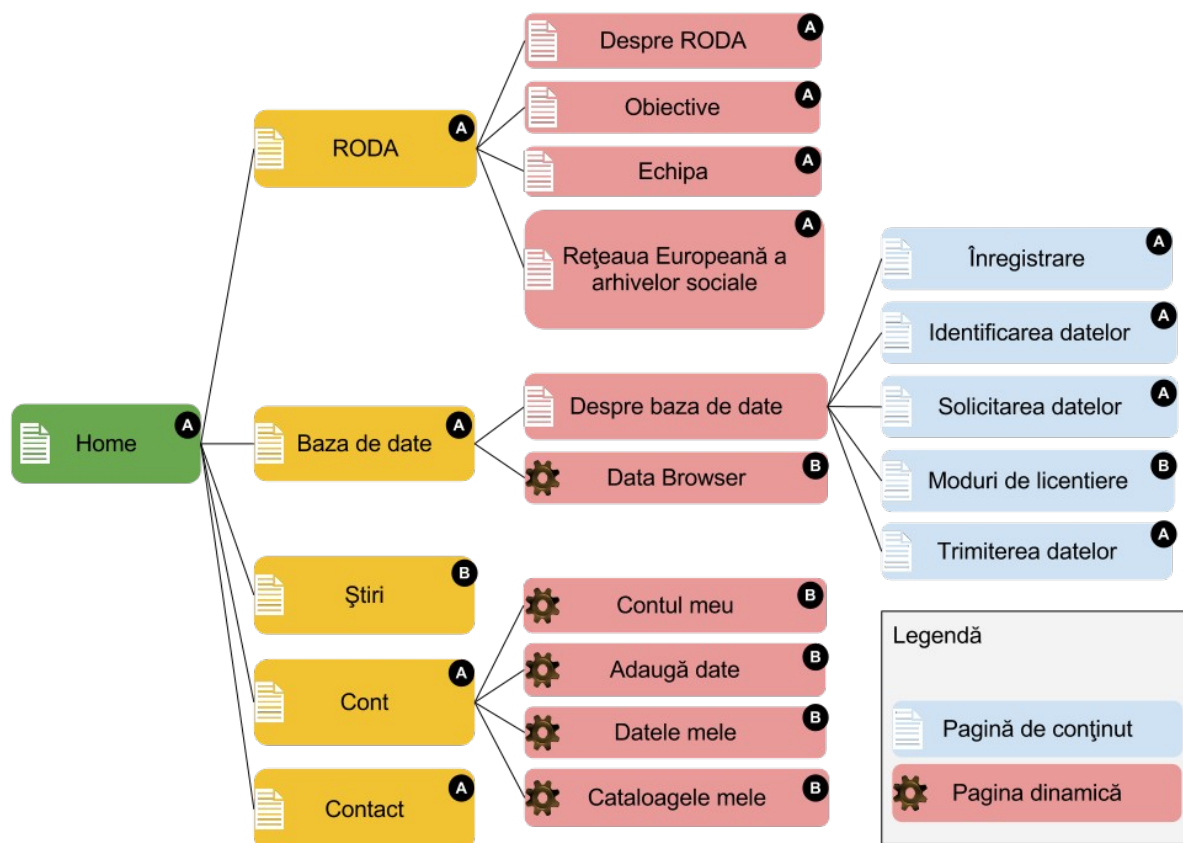 Despre RODA
A
Obiective
A
RODA
A
Echipa
A
Reţeaua Europeană a
arhivelor sociale
A
Înregistrare
A
Identificarea datelor
A
Home
A
Baza de date
A
Despre baza de date
Solicitarea datelor
A
Data Browser
B
Moduri de licentiere
B
Trimiterea datelor
A
Ştiri
B
Contul meu
B
Cont
A
Adaugă date
B
Datele mele
B
Contact
A
Cataloagele mele
B
Legendă
Pagină de conţinut
Pagina dinamică